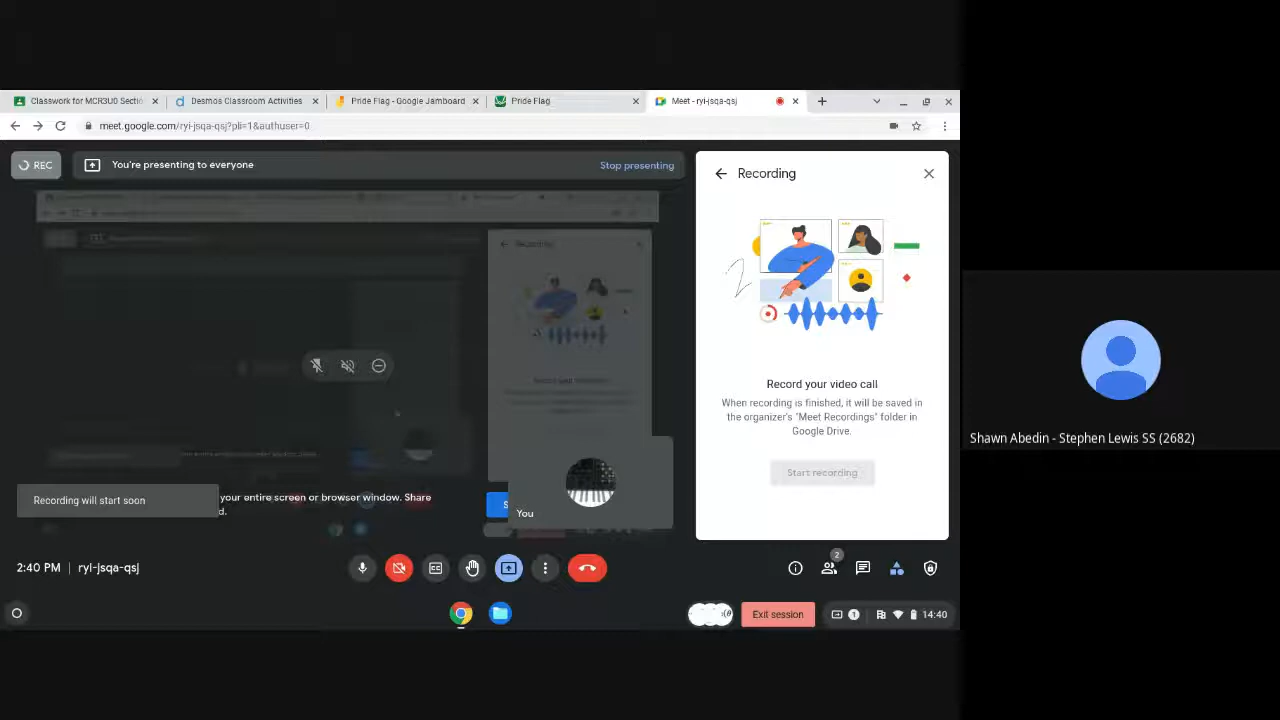 Classwork for MCR3U0 Secti
Desmos Classroom Activities
Pride Flag - Google Jamboard
Pride Flag
Meet - ryi-jsqa-qsj
meet.google.com/ryi-jsqa-qsj?pli=1&authuser=0
REC
You're presenting to everyone
Stop presenting
Recording
Recording
Record your video call
When recording is finished, it will be saved in
the organizer's "Meet Recordings" folder in
Google Drive.
Start recording
Recording will start soon
your entire screen or browser window. Share
d.
S
You
Shawn Abedin - Stephen Lewis SS (2682)
2:40 PM | ryi-jsqa-qsj
2
Exit session
1
14:40